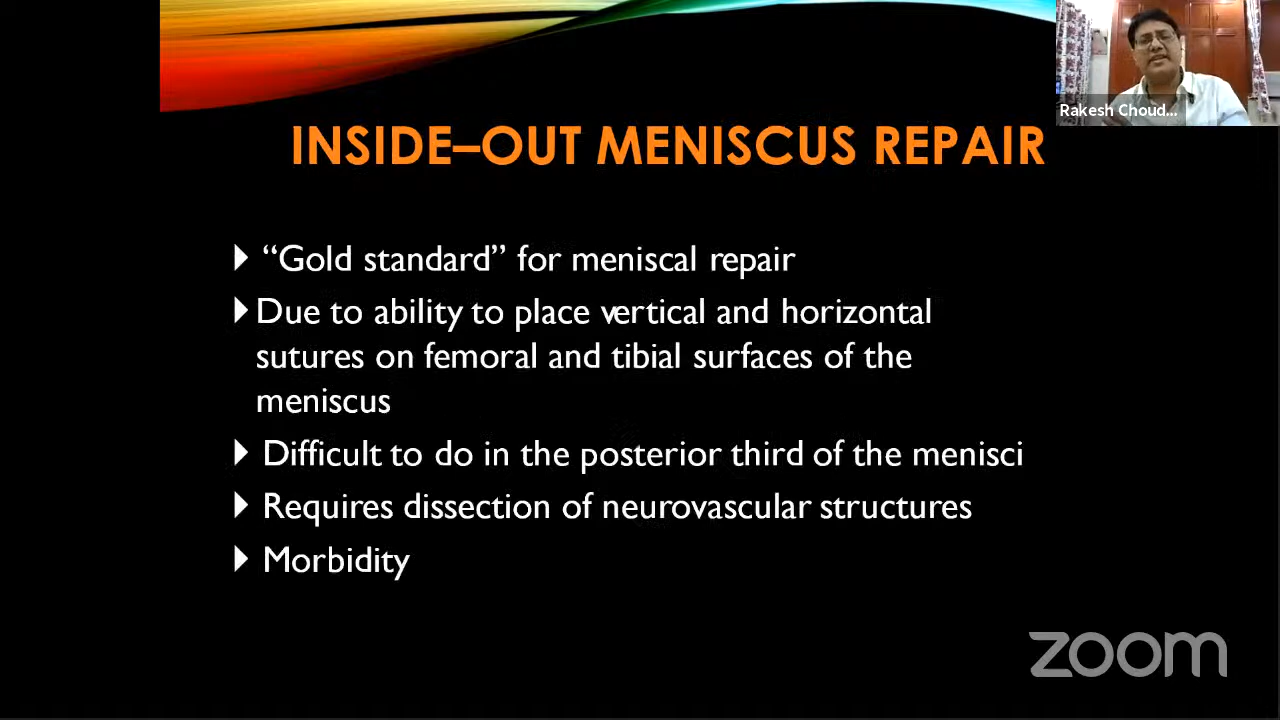 Rakesh Choud...
INSIDE–OUT MENISCUS REPAIR
“Gold standard” for meniscal repair
Due to ability to place vertical and horizontal
sutures on femoral and tibial surfaces of the
meniscus
Difficult to do in the posterior third of the menisci
Requires dissection of neurovascular structures
Morbidity
zoom